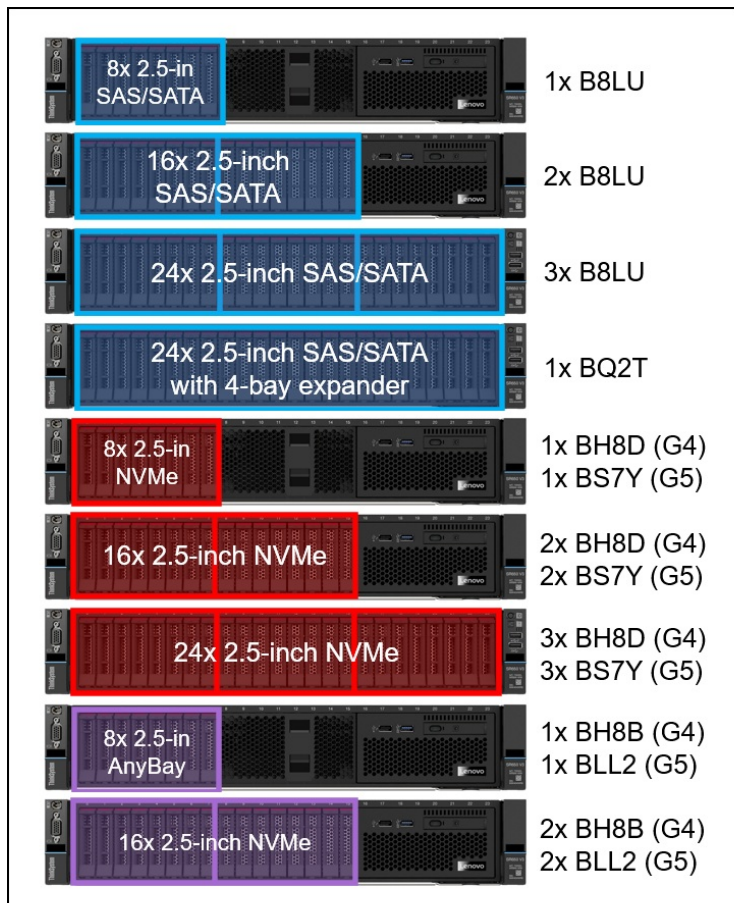 8x 2.5-in
SAS/SATA
1x B8LU
16x 2.5-inch
SAS/SATA
2x B8LU
24x 2.5-inch SAS/SATA
3x B8LU
24x 2.5-inch SAS/SATA
with 4-bay expander
1x BQ2T
8x 2.5-in
NVMe
1x BH8D (G4)
1x BS7Y (G5)
16x 2.5-inch NVMe
2x BH8D (G4)
2x BS7Y (G5)
24x 2.5-inch NVMe
3x BH8D (G4)
3x BS7Y (G5)
8x 2.5-in
AnyBay
1x BH8B (G4)
1x BLL2 (G5)
16x 2.5-inch NVMe
2x BH8B (G4)
2x BLL2 (G5)
ThinkSystem
Lenovo